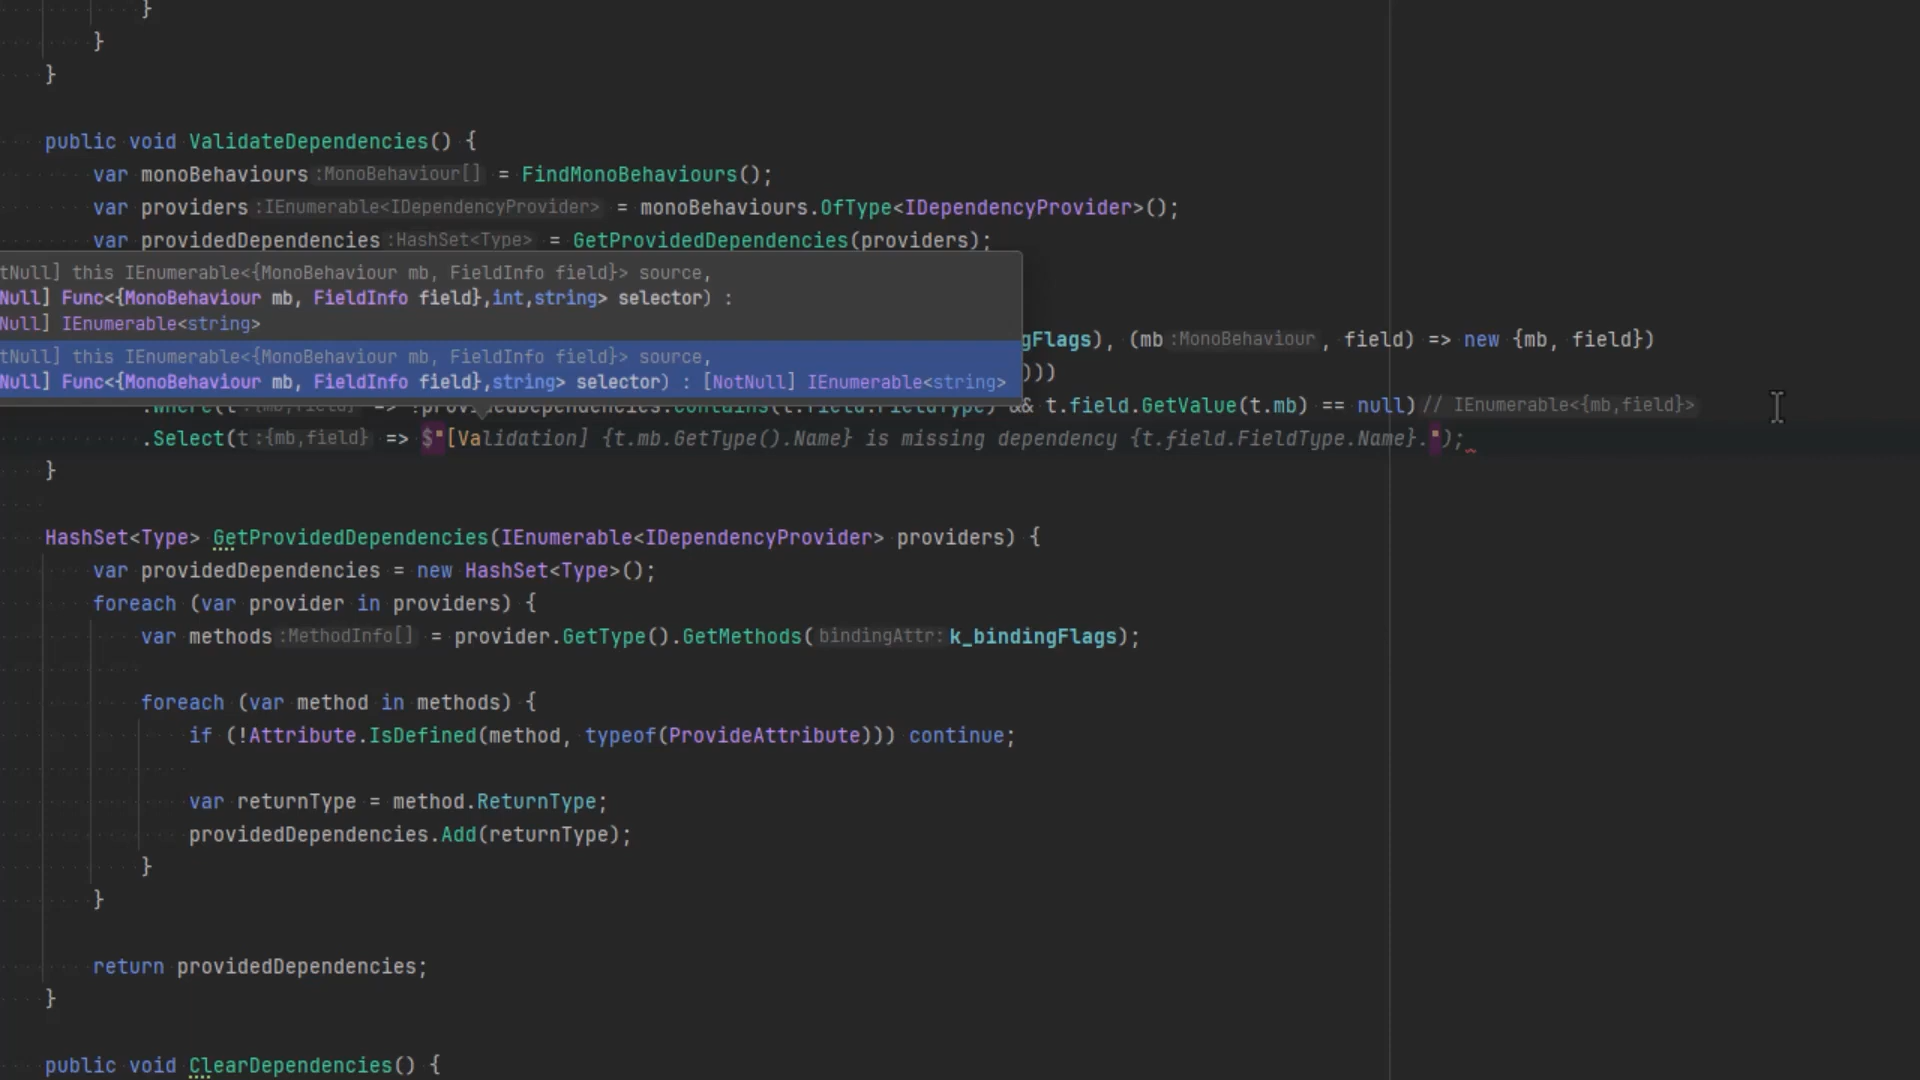 }
}
}
public void ValidateDependencies() {
var monoBehaviours :MonoBehaviour[] = FindMonoBehaviours();
var providers :IEnumerable<IDependencyProvider> = monoBehaviours.OfType<IDependencyProvider>();
var providedDependencies :HashSet<Type> = GetProvidedDependencies(providers);
tNull] this IEnumerable<{MonoBehaviour mb, FieldInfo field}> source,
Null] Func<{MonoBehaviour mb, FieldInfo field},int,string> selector) :
Null] IEnumerable<string>
gFlags), (mb :MonoBehaviour , field) => new {mb, field})
tNull] this IEnumerable<{MonoBehaviour mb, FieldInfo field}> source,
)))
Null] Func<{MonoBehaviour mb, FieldInfo field},string> selector) : [NotNull] IEnumerable<string>
.Where(t :{mb,field} => !providedDependencies.Contains(t.field.FieldType) && t.field.GetValue(t.mb) == null) // IEnumerable<{mb,field}>
.Select(t :{mb,field} => $"[Validation] {t.mb.GetType().Name} is missing dependency {t.field.FieldType.Name}.");
}
HashSet<Type> GetProvidedDependencies(IEnumerable<IDependencyProvider> providers) {
var providedDependencies = new HashSet<Type>();
foreach (var provider in providers) {
var methods :MethodInfo[] = provider.GetType().GetMethods( bindingAttr: k_bindingFlags);
foreach (var method in methods) {
if (!Attribute.IsDefined(method, typeof(ProvideAttribute))) continue;
var returnType = method.ReturnType;
providedDependencies.Add(returnType);
}
}
return providedDependencies;
}
public void ClearDependencies() {